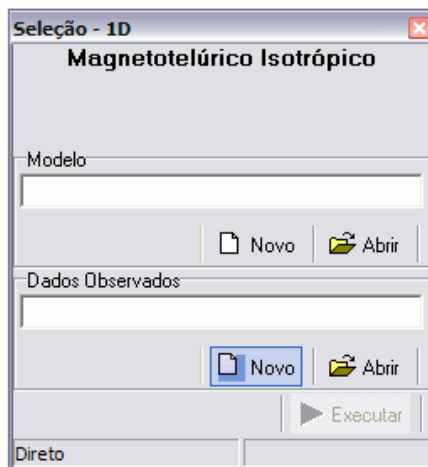 Seleção - 1D
Magnetotelúrico Isotrópico
Modelo
Novo Abrir
Dados Observados
Novo Abrir
Executar
Direto